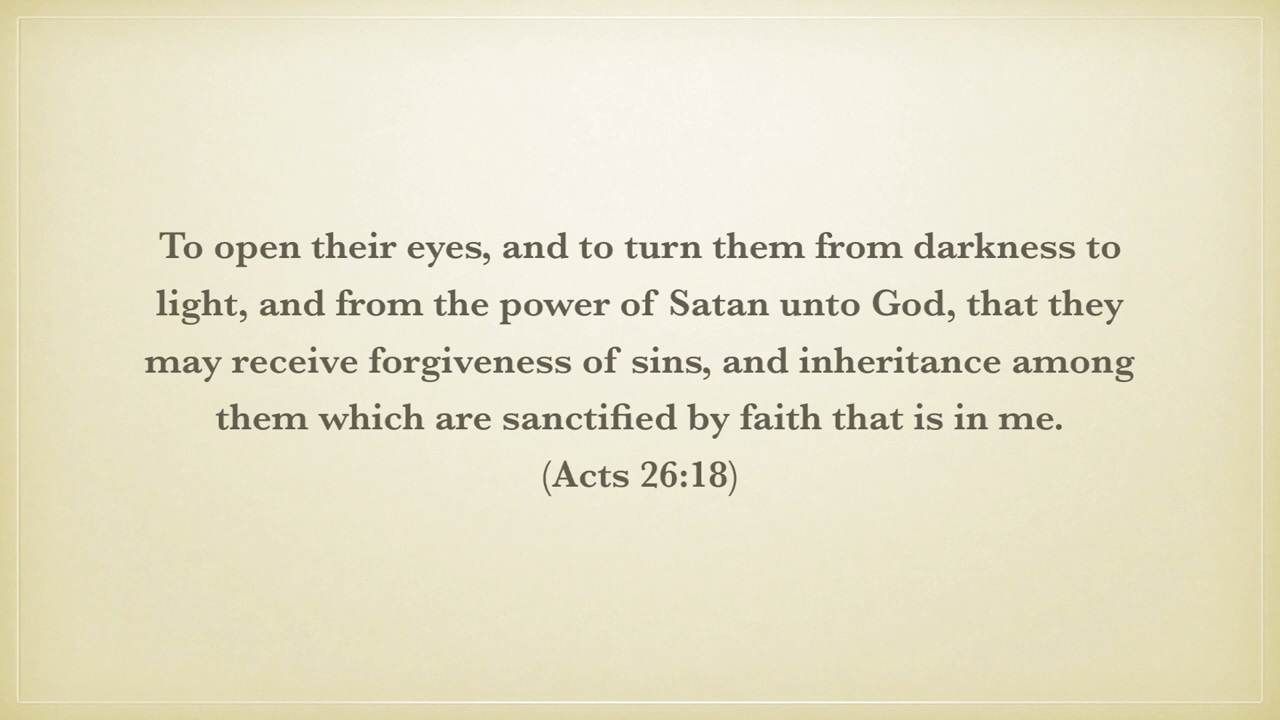 To open their eyes, and to turn them from darkness to
light, and from the power of Satan unto God, that they
may receive forgiveness of sins, and inheritance among
them which are sanctified by faith that is in me.
(Acts 26:18)